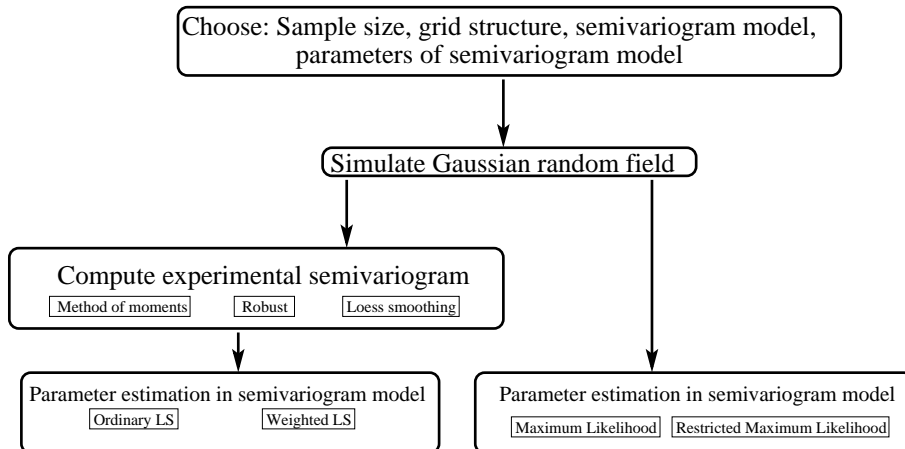 Choose: Sample size, grid structure, semivariogram model,
parameters of semivariogram model
Simulate Gaussian random field
Compute experimental semivariogram
Method of moments
Robust
Loess smoothing
Parameter estimation in semivariogram model
Ordinary LS
Weighted LS
Parameter estimation in semivariogram model
Maximum Likelihood
Restricted Maximum Likelihood